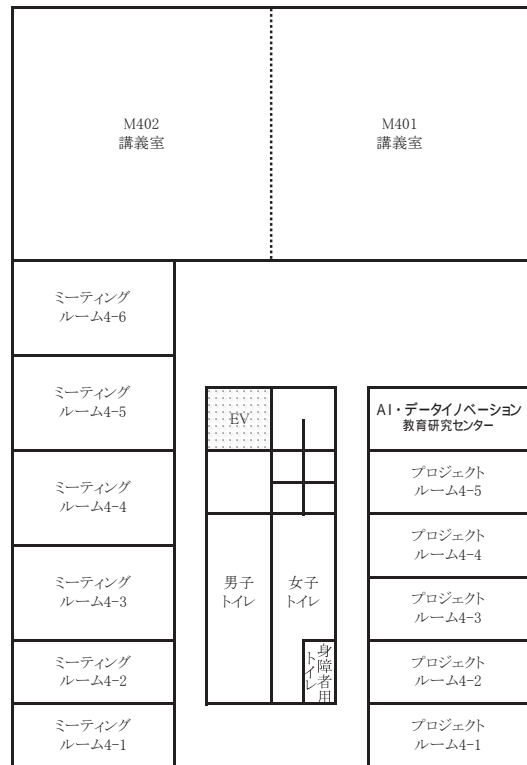 M402
講義室
M401
講義室
ミーティング
ルーム4-6
ミーティング
ルーム4-5
EV
AI・データイノベーション
教育研究センター
ミーティング
ルーム4-4
プロジェクト
ルーム4-5
プロジェクト
ルーム4-4
ミーティング
ルーム4-3
男子
トイレ
女子
トイレ
プロジェクト
ルーム4-3
ミーティング
ルーム4-2
身障者用
トイレ
プロジェクト
ルーム4-2
ミーティング
ルーム4-1
プロジェクト
ルーム4-1